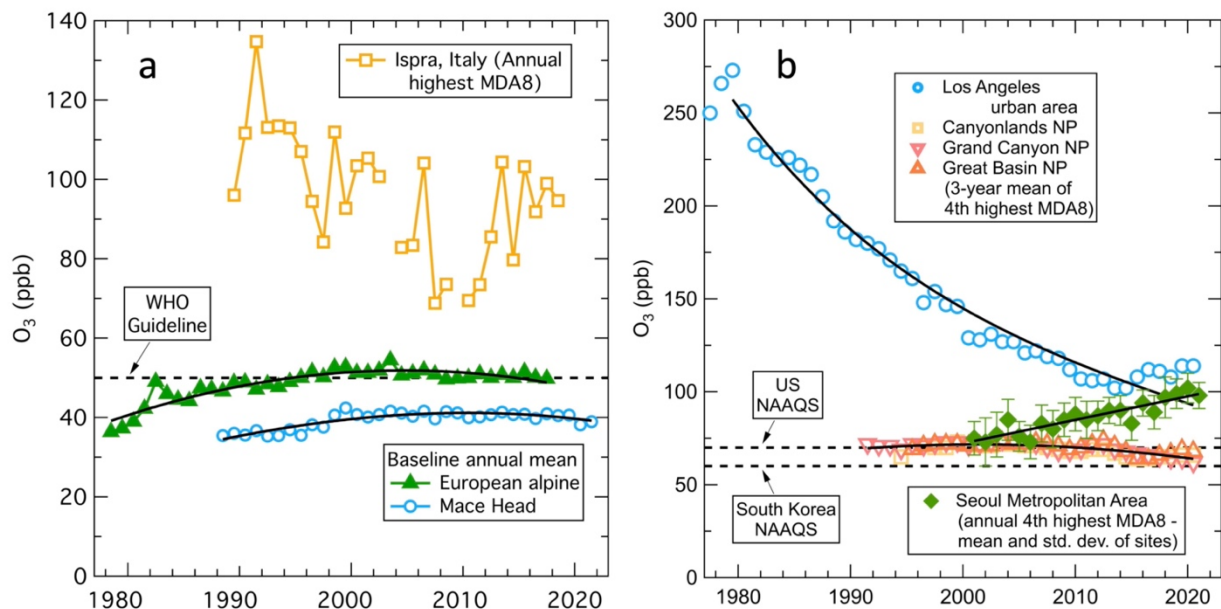 a
Ispra, Italy (Annual
highest MDA8)
WHO
Guideline
Baseline annual mean
European alpine
Mace Head
O3 (ppb)
140
120
100
80
60
40
20
0
1980 1990 2000 2010 2020
b
Los Angeles
urban area
Canyonlands NP
Grand Canyon NP
Great Basin NP
(3-year mean of
4th highest MDA8)
US
NAAQS
South Korea
NAAQS
Seoul Metropolitan Area
(annual 4th highest MDA8 -
mean and std. dev. of sites)
O3 (ppb)
300
250
200
150
100
50
0
1980 1990 2000 2010 2020